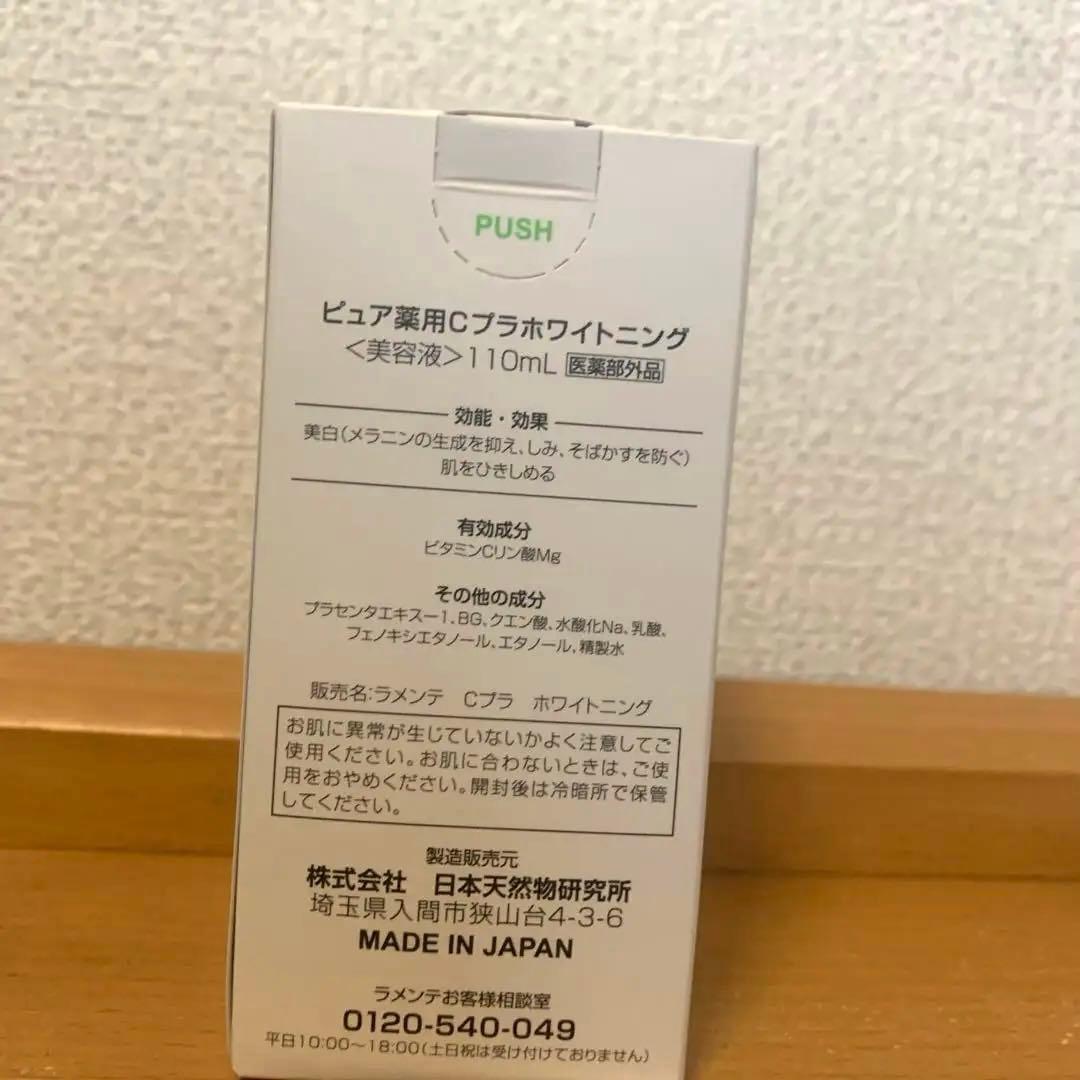 PUSH
ピュア薬用Cプラホワイトニング
＜美容液＞110mL 医薬部外品
効能・効果
美白(メラニンの生成を抑え、しみ、そばかすを防ぐ)
肌をひきしめる
有効成分
ビタミンCリン酸Mg
その他の成分
プラセンタエキスー1、BG、クエン酸、水酸化Na、乳酸、
フェノキシエタノール、エタノール、精製水
販売名:ラメンテ　Cプラ　ホワイトニング
お肌に異常が生じていないかよく注意してご
使用ください。お肌に合わないときは、ご使
用をおやめください。開封後は冷暗所で保管
してください。
製造販売元
株式会社　日本天然物研究所
埼玉県入間市狭山台4-3-6
MADE IN JAPAN
ラメンテお客様相談室
0120-540-049
平日10:00〜18:00(土日祝は受け付けておりません)